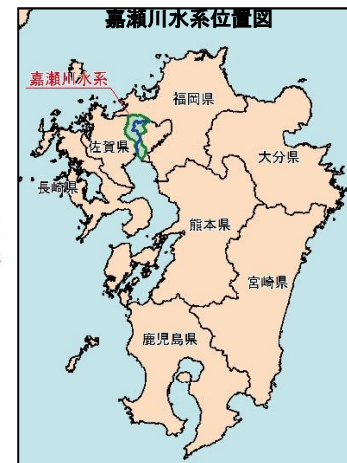 嘉瀬川水系位置図
嘉瀬川水系
福岡県
佐賀県
大分県
長崎県
熊本県
宮崎県
鹿児島県